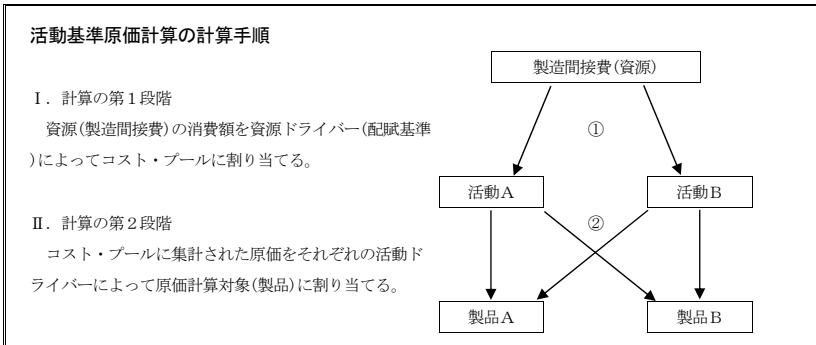 活動基準原価計算の計算手順
Ⅰ．計算の第１段階
資源(製造間接費)の消費額を資源ドライバー(配賦基準
)によってコスト・プールに割り当てる。
Ⅱ．計算の第２段階
コスト・プールに集計された原価をそれぞれの活動ド
ライバーによって原価計算対象(製品)に割り当てる。
製造間接費(資源)
①
活動Ａ
活動Ｂ
②
製品Ａ
製品Ｂ